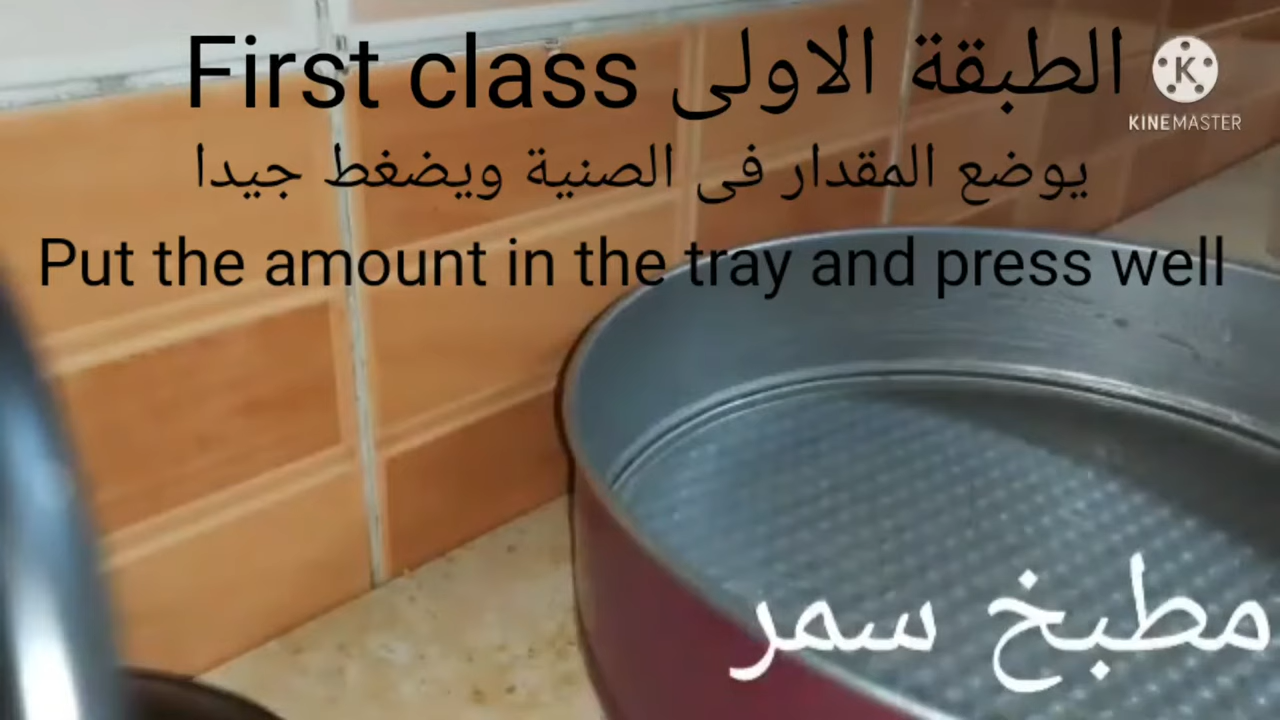 First class الطبقة الاولى
يوضع المقدار فى الصنية ويضغط جيدا
Put the amount in the tray and press well
K
KINEMASTER
مطبخ سمر